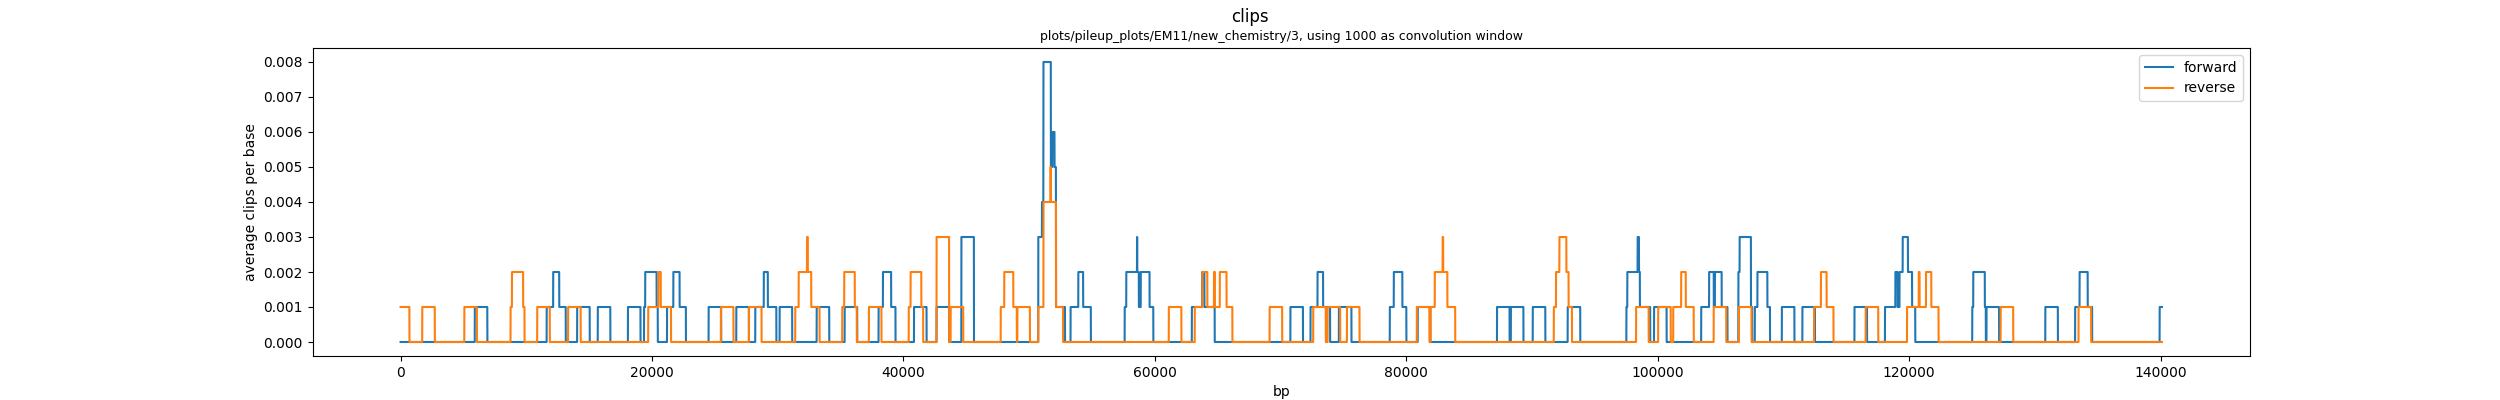 clips
plots/pileup_plots/EM11/new_chemistry/3, using 1000 as convolution window
forward
reverse
average clips per base
0.008
0.007
0.006
0.005
0.004
0.003
0.002
0.001
0.000
0 20000 40000 60000 80000 100000 120000 140000
bp